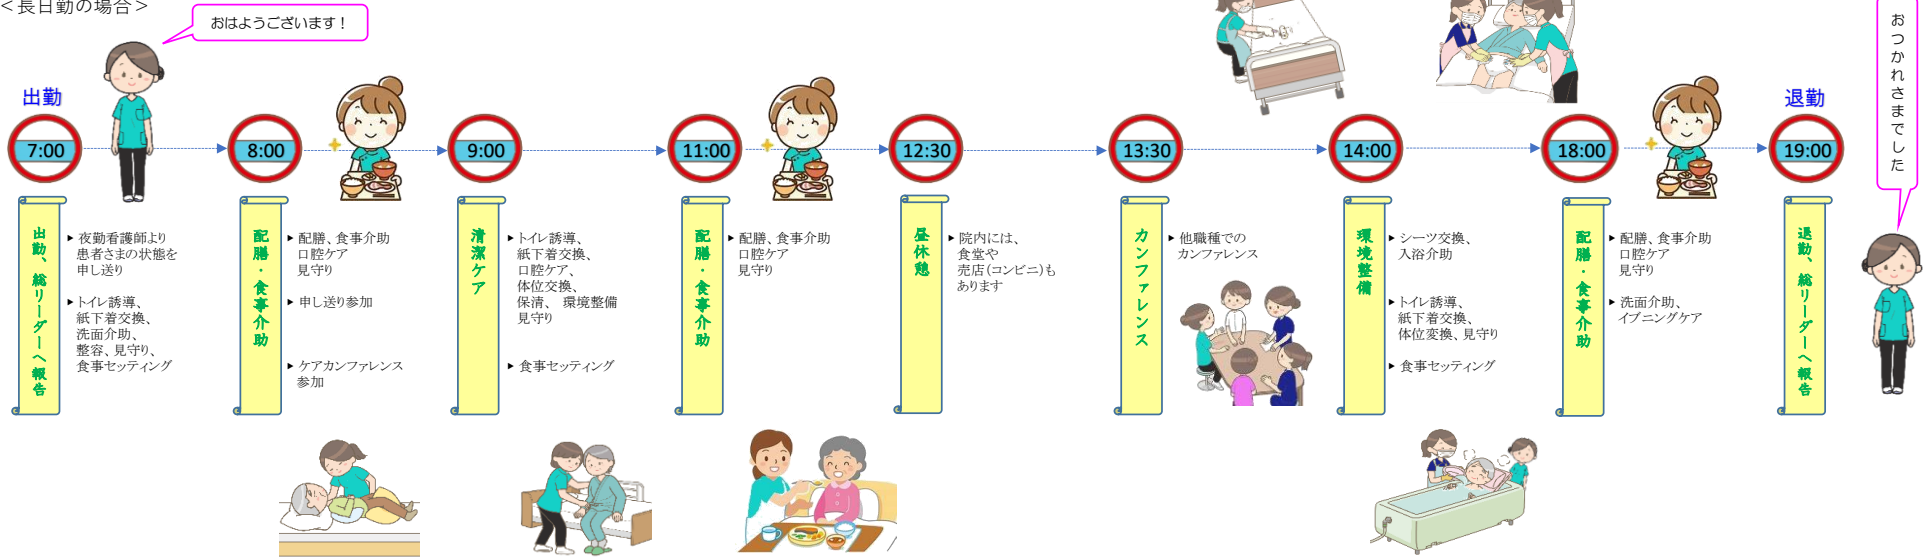 ＜長日勤の場合＞
おはようございます！
出勤
7:00
出勤、総リーダーへ報告
▶夜勤看護師より
患者さまの状態を
申し送り
▶トイレ誘導、
紙下着交換、
洗面介助、
整容、見守り、
食事セッティング
8:00
配膳・食事介助
▶配膳、食事介助
口腔ケア
見守り
▶申し送り参加
▶ケアカンファレンス
参加
9:00
清潔ケア
▶トイレ誘導、
紙下着交換、
口腔ケア、
体位交換、
保清、 環境整備
見守り
▶食事セッティング
11:00
配膳・食事介助
▶配膳、食事介助
口腔ケア
見守り
12:30
昼休憩
▶院内には、
食堂や
売店(コンビニ)も
あります
13:30
カンファレンス
▶他職種での
カンファレンス
14:00
環境整備
▶シーツ交換、
入浴介助
▶トイレ誘導、
紙下着交換、
体位変換、見守り
▶食事セッティング
18:00
配膳・食事介助
▶配膳、食事介助
口腔ケア
見守り
▶洗面介助、
イブニングケア
退勤
19:00
退勤、総リーダーへ報告
おつかれさまでした